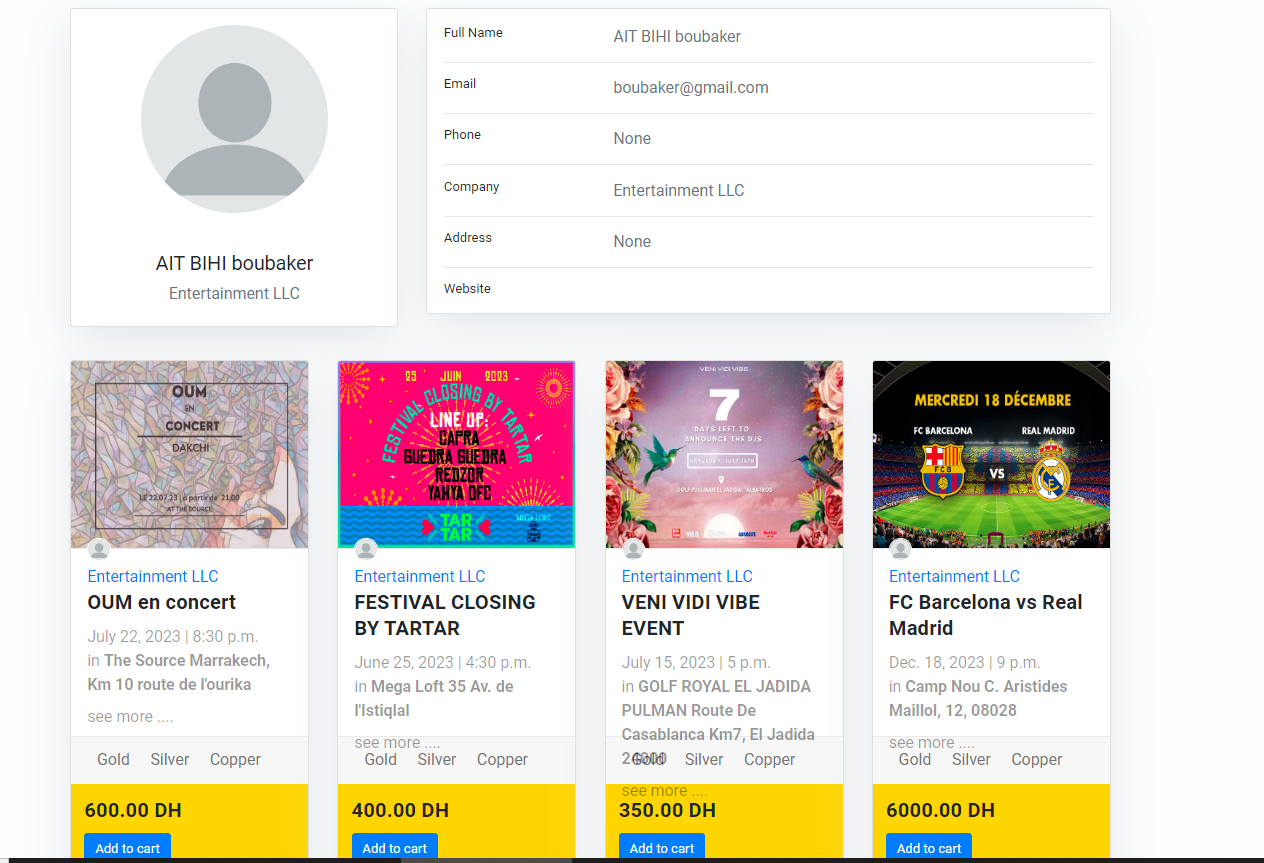 Full Name
AIT BIHI boubaker
Email
boubaker@gmail.com
Phone
None
Company
Entertainment LLC
Address
None
Website
AIT BIHI boubaker
Entertainment LLC
OUM
EN
CONCERT
DAKCHI
LE 22.07.23 | à partir de 21.00
AT THE SOURCE
Entertainment LLC
OUM en concert
July 22, 2023 | 8:30 p.m.
in The Source Marrakech,
Km 10 route de l'ourika
see more ....
Gold Silver Copper
600.00 DH
Add to cart
25 JUIN 2023
FESTIVAL CLOSING BY TARTAR
LINE UP:
CAPRA
GUEDRA GUEDRA
REDZOR
YAHYA OFC
TAR
TAR
MEGA LOFT
Entertainment LLC
FESTIVAL CLOSING
BY TARTAR
June 25, 2023 | 4:30 p.m.
in Mega Loft 35 Av. de
l'Istiqlal
see more ....
Gold Silver Copper
400.00 DH
Add to cart
VENI VIDI VIBE
7
DAYS LEFT TO
ANNOUNCE THE DJS
SATURDAY, JULY 15TH
GOLF PULLMAN EL JADIDA, ALBATROS
Entertainment LLC
VENI VIDI VIBE
EVENT
July 15, 2023 | 5 p.m.
in GOLF ROYAL EL JADIDA
PULMAN Route De
Casablanca Km7, El Jadida
24000
Gold Silver Copper
see more ....
350.00 DH
Add to cart
MERCREDI 18 DÉCEMBRE
FC BARCELONA REAL MADRID
FCB
VS
Entertainment LLC
FC Barcelona vs Real
Madrid
Dec. 18, 2023 | 9 p.m.
in Camp Nou C. Aristides
Maillol, 12, 08028
see more ....
Gold Silver Copper
6000.00 DH
Add to cart